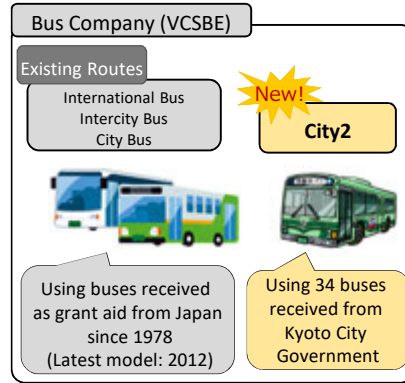 Bus Company (VCSBE)
Existing Routes
International Bus
Intercity Bus
City Bus
New!
City2
Using buses received
as grant aid from Japan
since 1978
(Latest model: 2012)
Using 34 buses
received from
Kyoto City
Government